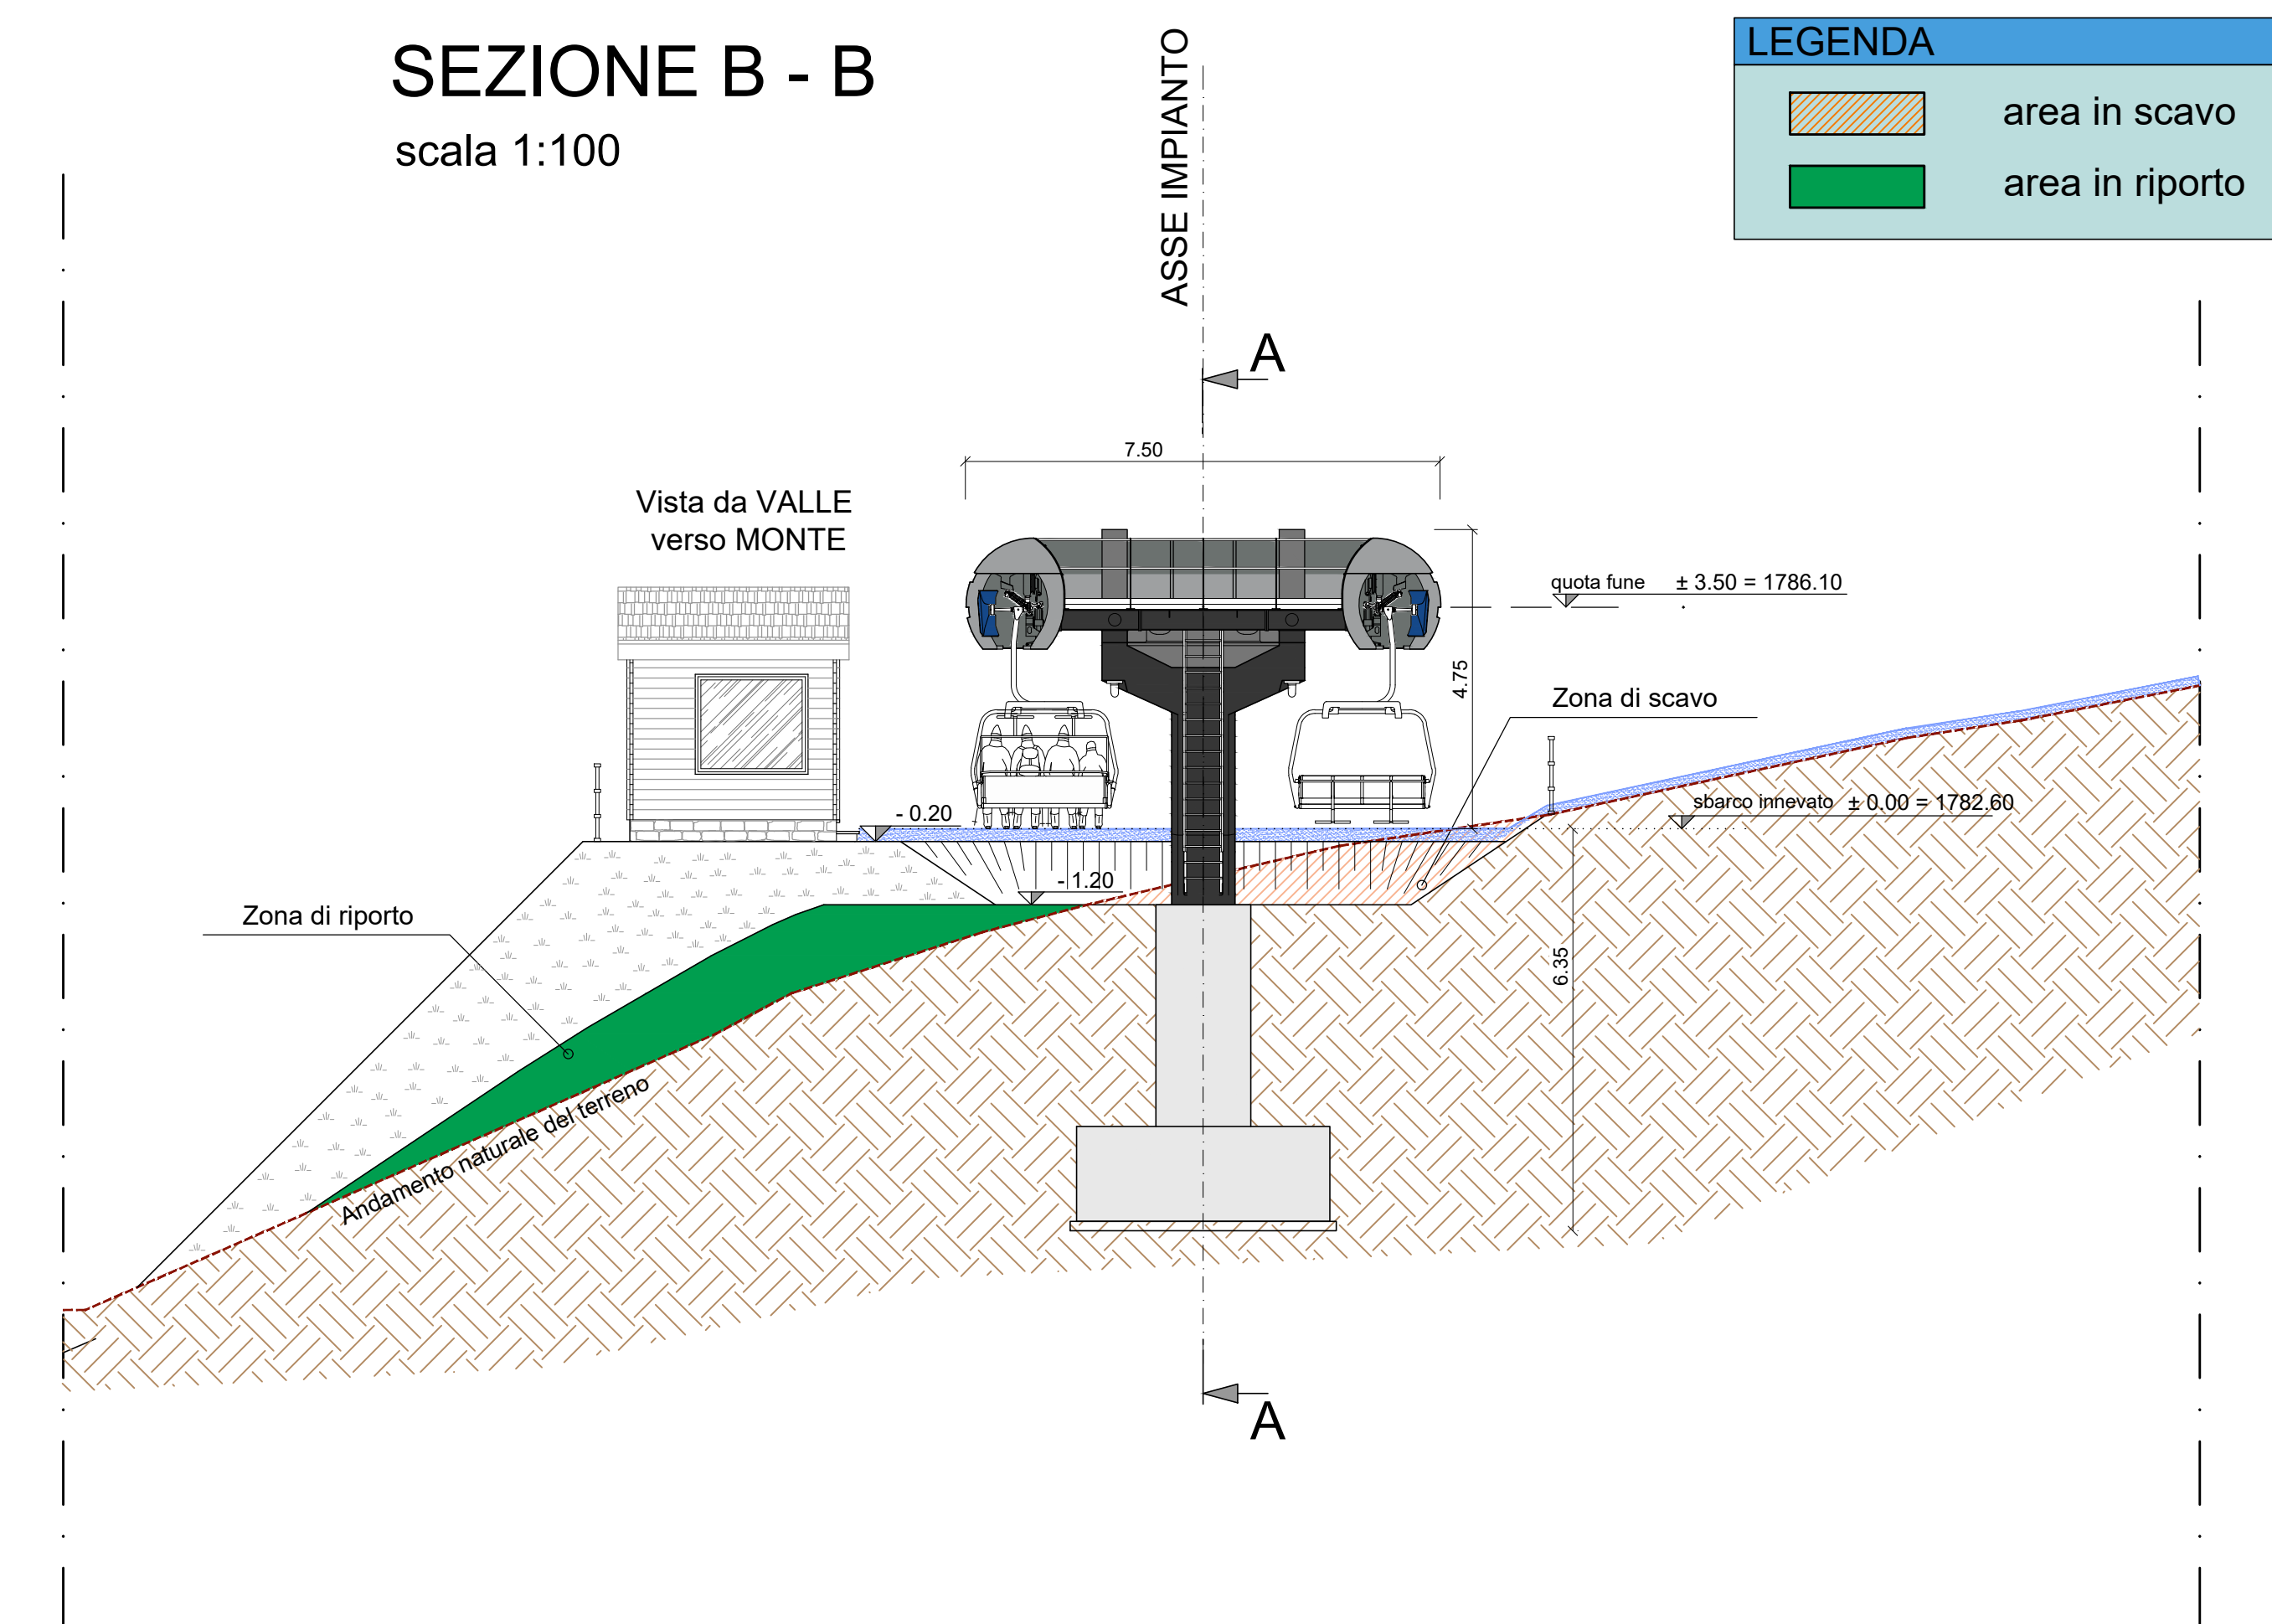 SEZIONE B - B
scala 1:100
ASSE IMPIANTO
LEGENDA
area in scavo
area in riporto
A
7.50
Vista da VALLE
verso MONTE
quota fune ± 3.50 = 1786.10
4.75
Zona di scavo
sbarco innevato ± 0.00 = 1782.60
- 0.20
- 1.20
Zona di riporto
6.35
Andamento naturale del terreno
A